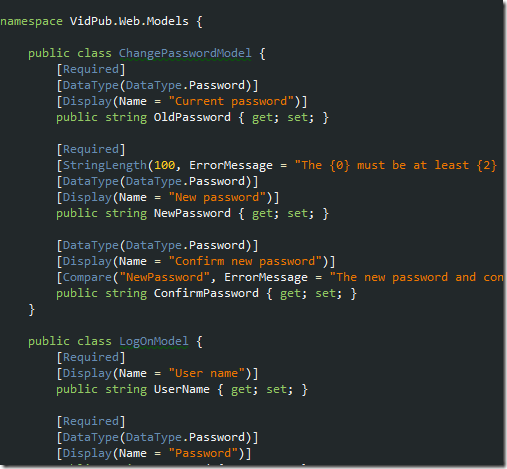 namespace VidPub.Web.Models {
public class ChangePasswordModel {
[Required]
[DataType(DataType.Password)]
[Display(Name = "Current password")]
public string OldPassword { get; set; }
[Required]
[StringLength(100, ErrorMessage = "The {0} must be at least {2}
[DataType(DataType.Password)]
[Display(Name = "New password")]
public string NewPassword { get; set; }
[DataType(DataType.Password)]
[Display(Name = "Confirm new password")]
[Compare("NewPassword", ErrorMessage = "The new password and con
public string ConfirmPassword { get; set; }
}
public class LogOnModel {
[Required]
[Display(Name = "User name")]
public string UserName { get; set; }
[Required]
[DataType(DataType.Password)]
[Display(Name = "Password")]